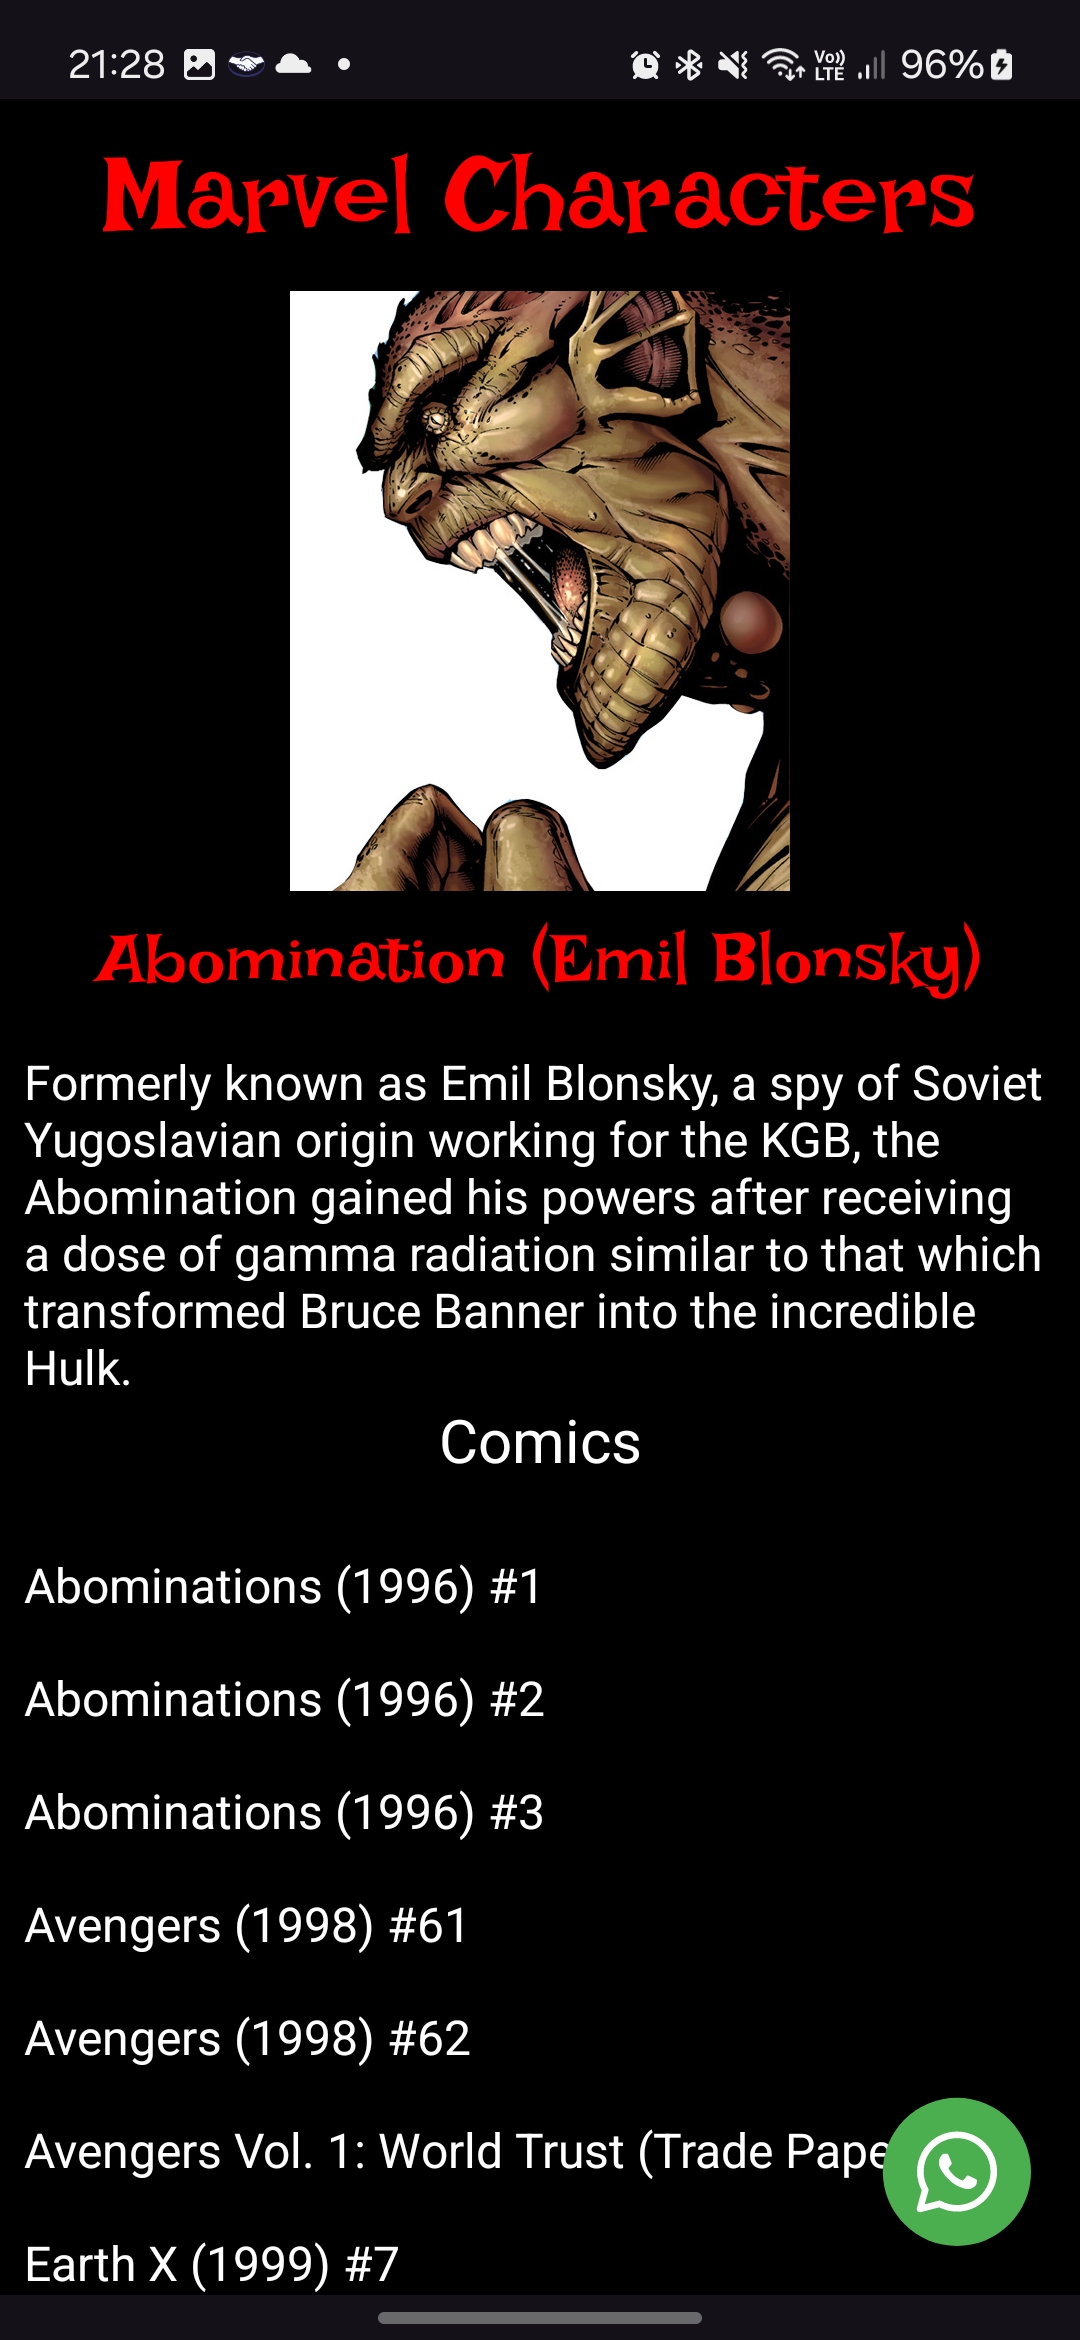 21:28
Vo)) LTE
96%
Marvel Characters
Abomination (Emil Blonsky)
Formerly known as Emil Blonsky, a spy of Soviet
Yugoslavian origin working for the KGB, the
Abomination gained his powers after receiving
a dose of gamma radiation similar to that which
transformed Bruce Banner into the incredible
Hulk.
Comics
Abominations (1996) #1
Abominations (1996) #2
Abominations (1996) #3
Avengers (1998) #61
Avengers (1998) #62
Avengers Vol. 1: World Trust (Trade Pape
Earth X (1999) #7